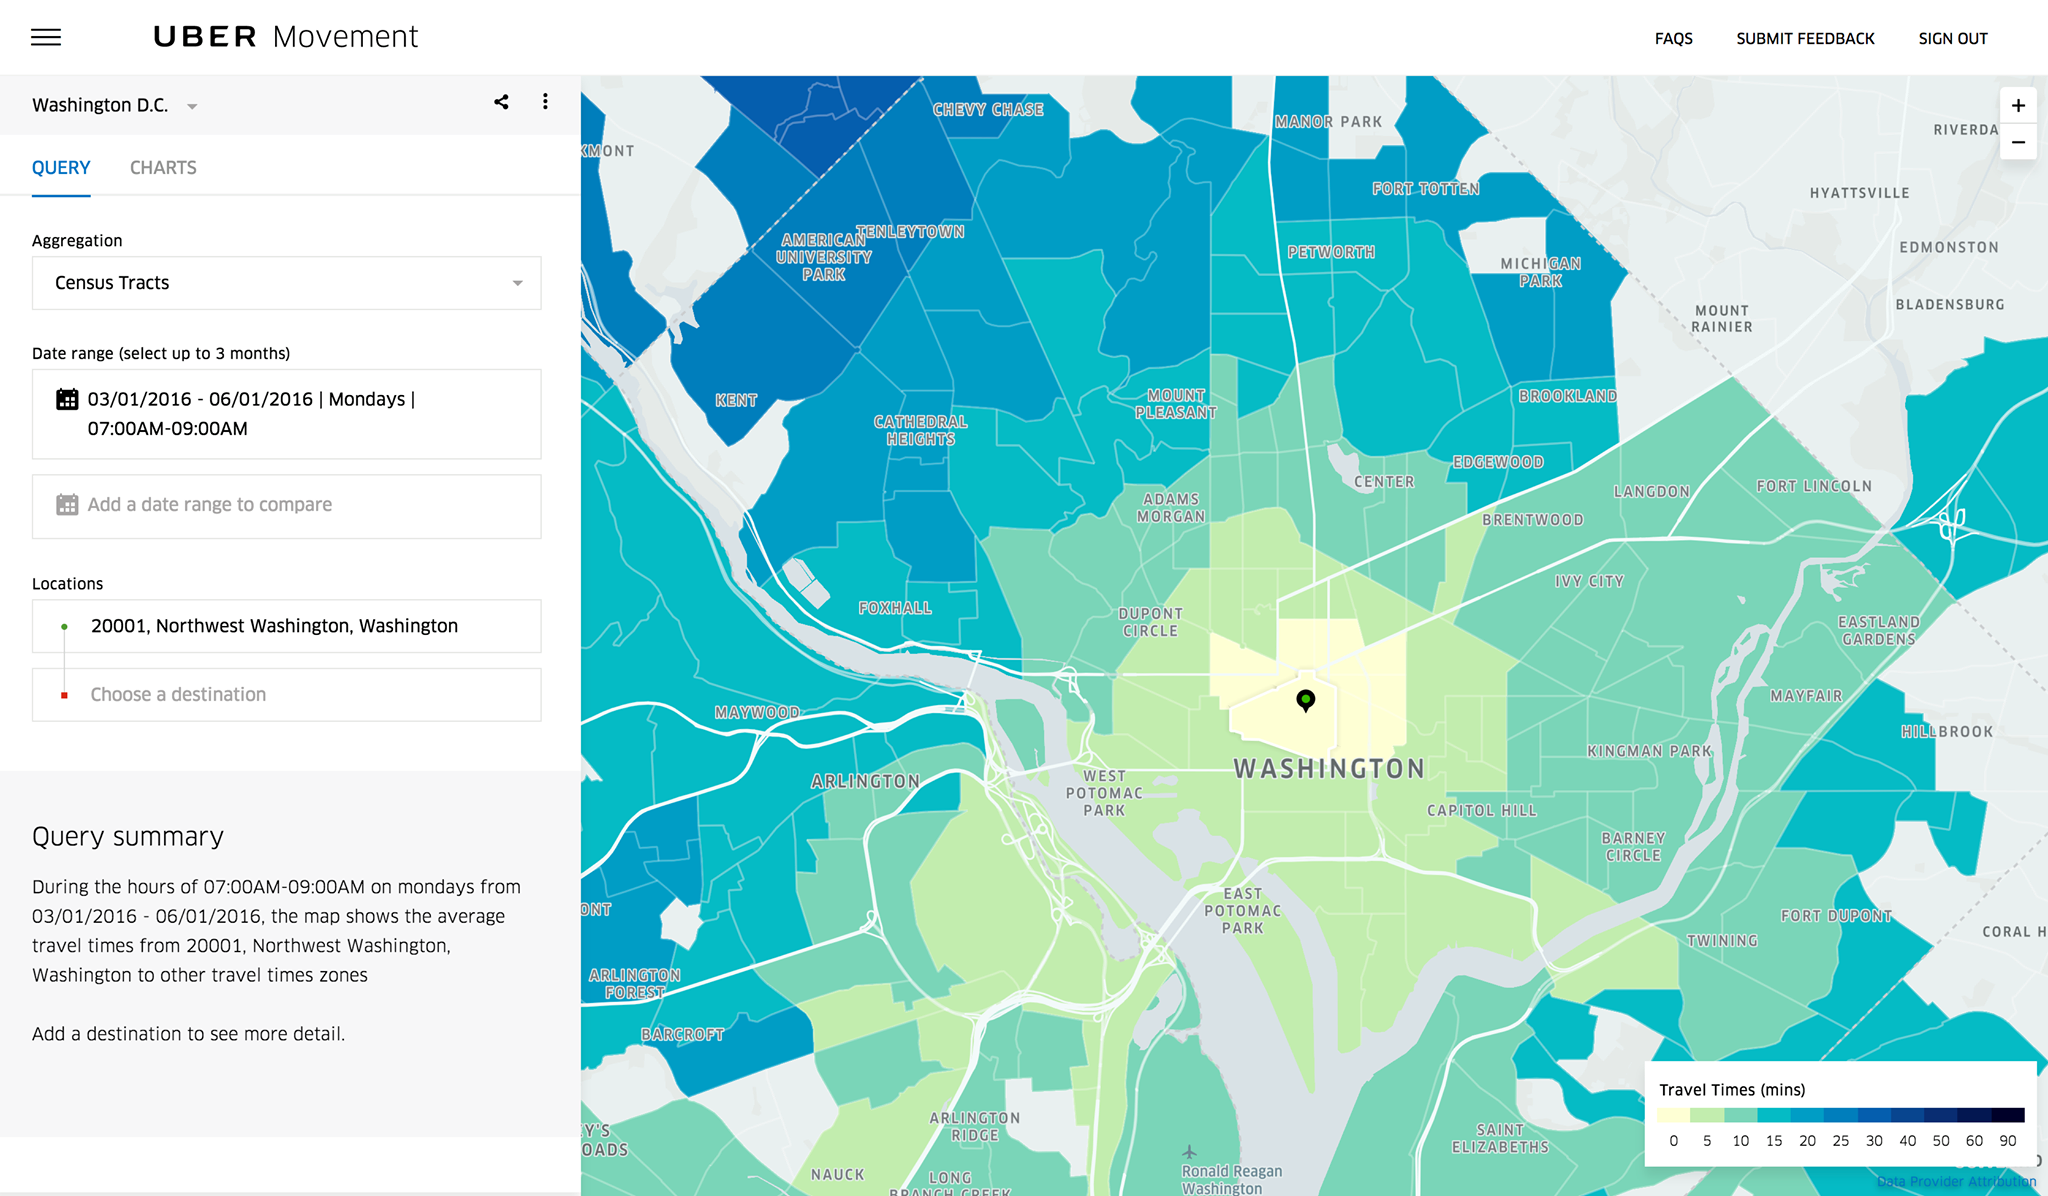 UBER Movement
FAQS
SUBMIT FEEDBACK
SIGN OUT
Washington D.C.
QUERY
CHARTS
Aggregation
Census Tracts
Date range (select up to 3 months)
03/01/2016 - 06/01/2016 | Mondays |
07:00AM-09:00AM
Add a date range to compare
Locations
20001, Northwest Washington, Washington
Choose a destination
Query summary
During the hours of 07:00AM-09:00AM on mondays from
03/01/2016 - 06/01/2016, the map shows the average
travel times from 20001, Northwest Washington,
Washington to other travel times zones
Add a destination to see more detail.
+
−
CHEVY CHASE
MANOR PARK
RIVERDA
KMONT
FORT TOTTEN
HYATTSVILLE
TENLEYTOWN
AMERICAN
UNIVERSITY
PARK
PETWORTH
EDMONSTON
MICHIGAN
PARK
BLADENSBURG
MOUNT
RAINIER
KENT
MOUNT
PLEASANT
BROOKLAND
CATHEDRAL
HEIGHTS
EDGEWOOD
CENTER
LANGDON
FORT LINCOLN
ADAMS
MORGAN
BRENTWOOD
IVY CITY
FOXHALL
DUPONT
CIRCLE
EASTLAND
GARDENS
MAYFAIR
MAYWOOD
HILLBROOK
KINGMAN PARK
WASHINGTON
ARLINGTON
WEST
POTOMAC
PARK
CAPITOL HILL
BARNEY
CIRCLE
ONT
EAST
POTOMAC
PARK
FORT DUPONT
TWINING
CORAL H
ARLINGTON
FOREST
BARCROFT
ARLINGTON
RIDGE
Y'S
OADS
SAINT
ELIZABETHS
NAUCK
LONG
BRANCH CREEK
Ronald Reagan
Washington
Travel Times (mins)
0 5 10 15 20 25 30 40 50 60 90
Data Provider Attribution